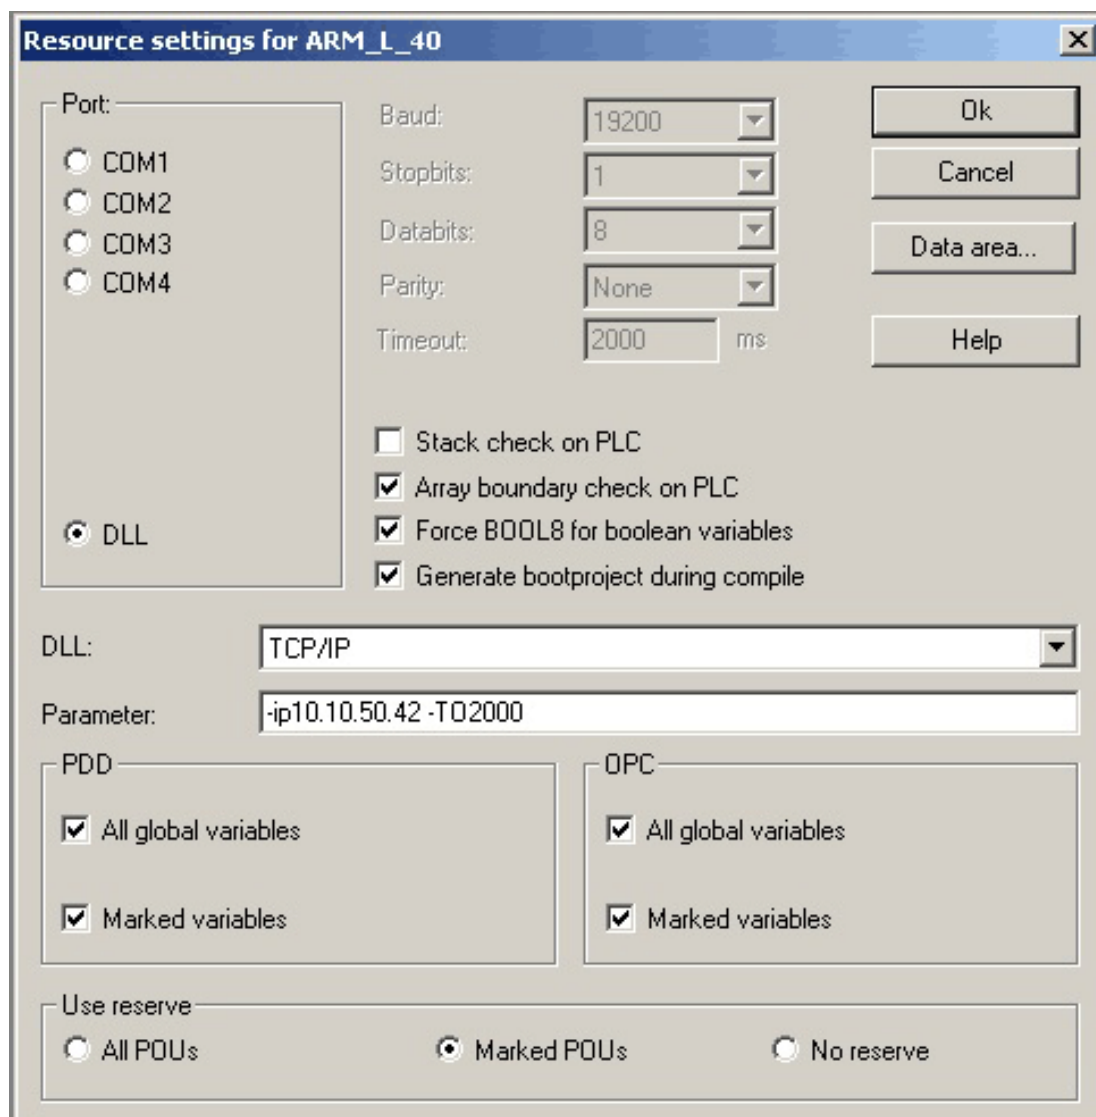 Resource settings for ARM_L_40
Port:
COM1
COM2
COM3
COM4
DLL
Baud: 19200
Stopbits: 1
Databits: 8
Parity: None
Timeout: 2000 ms
Ok
Cancel
Data area...
Help
Stack check on PLC
Array boundary check on PLC
Force BOOL8 for boolean variables
Generate bootproject during compile
DLL: TCP/IP
Parameter: -ip10.10.50.42 -TO2000
PDD
All global variables
Marked variables
OPC
All global variables
Marked variables
Use reserve
All POUs Marked POUs No reserve